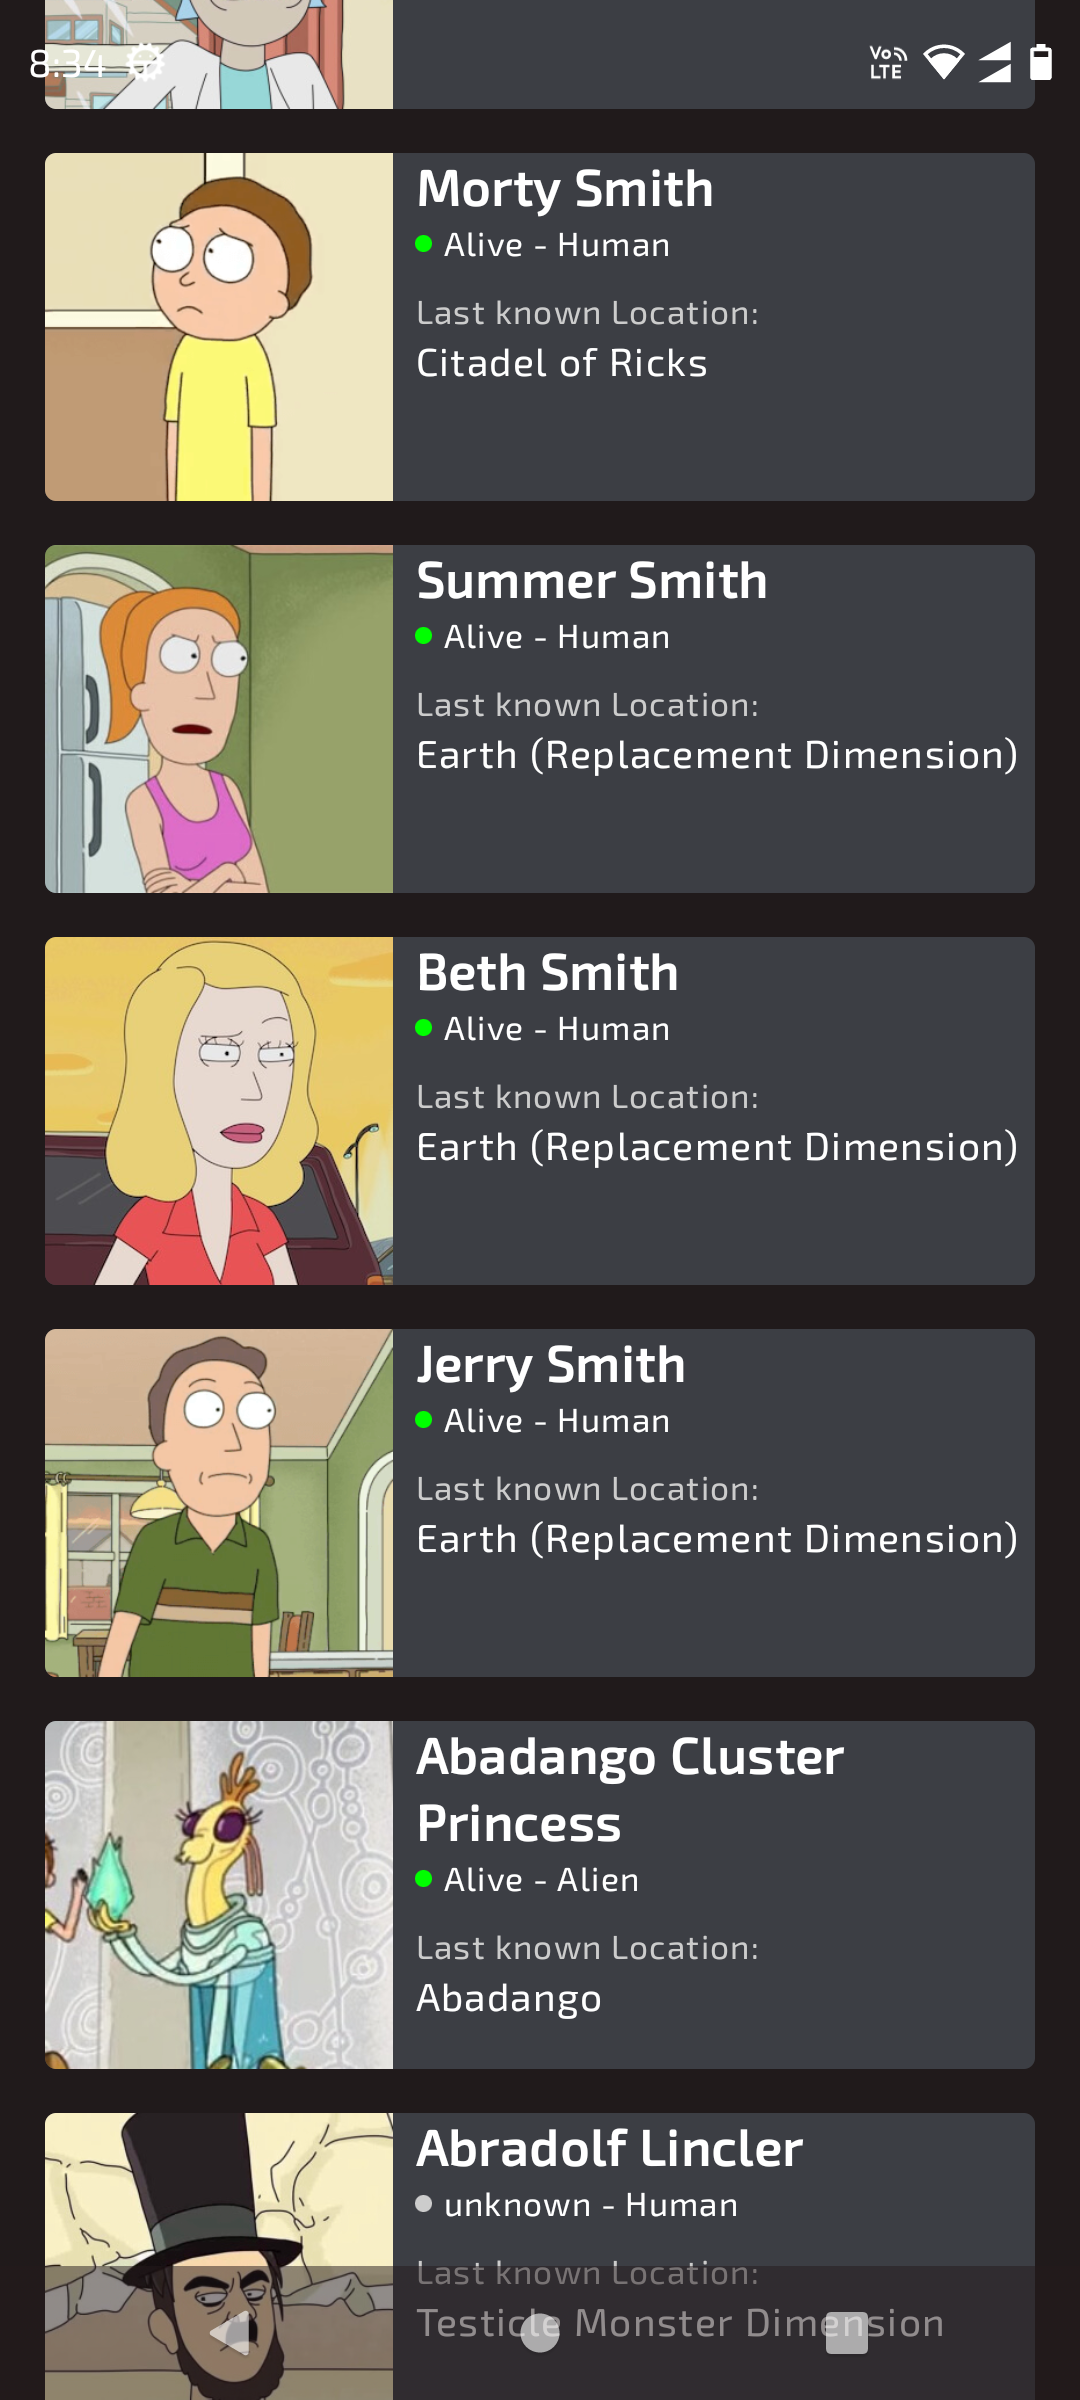 8:34
Vo
LTE
Morty Smith
Alive - Human
Last known Location:
Citadel of Ricks
Summer Smith
Alive - Human
Last known Location:
Earth (Replacement Dimension)
Beth Smith
Alive - Human
Last known Location:
Earth (Replacement Dimension)
Jerry Smith
Alive - Human
Last known Location:
Earth (Replacement Dimension)
Abadango Cluster
Princess
Alive - Alien
Last known Location:
Abadango
Abradolf Lincler
unknown - Human
Last known Location:
Testicle Monster Dimension